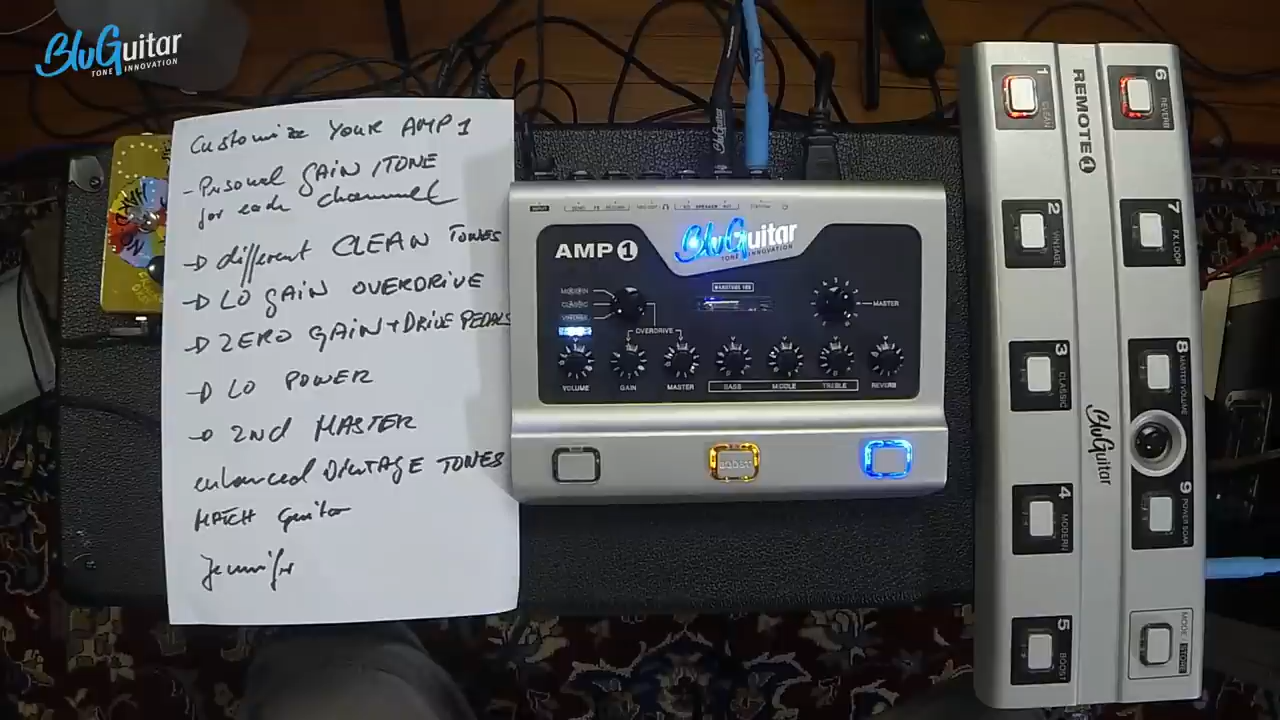 BluGuitar
TONE INNOVATION
Customize YOUR AMP 1
- Personal GAIN / TONE
for each channel
→ different CLEAN TONES
→ LO GAIN OVERDRIVE
→ ZERO GAIN + DRIVE PEDALS
→ LO POWER
→ 2nd MASTER
enhanced VINTAGE TONES
MATCH guitar
Jennifer
AMP 1
BluGuitar
TONE INNOVATION
MODERN
CLASSIC
VINTAGE
MASTER
OVERDRIVE
VOLUME
GAIN
MASTER
BASS
MIDDLE
TREBLE
REVERB
BOOST
BluGuitar
REMOTE 1
1 CLEAN
2 VINTAGE
3 CLASSIC
4 MODERN
5 BOOST
6 REVERB
7 FX LOOP
8 MASTER VOLUME
9 POWER SOAK
MODE / STORE
BluGuitar